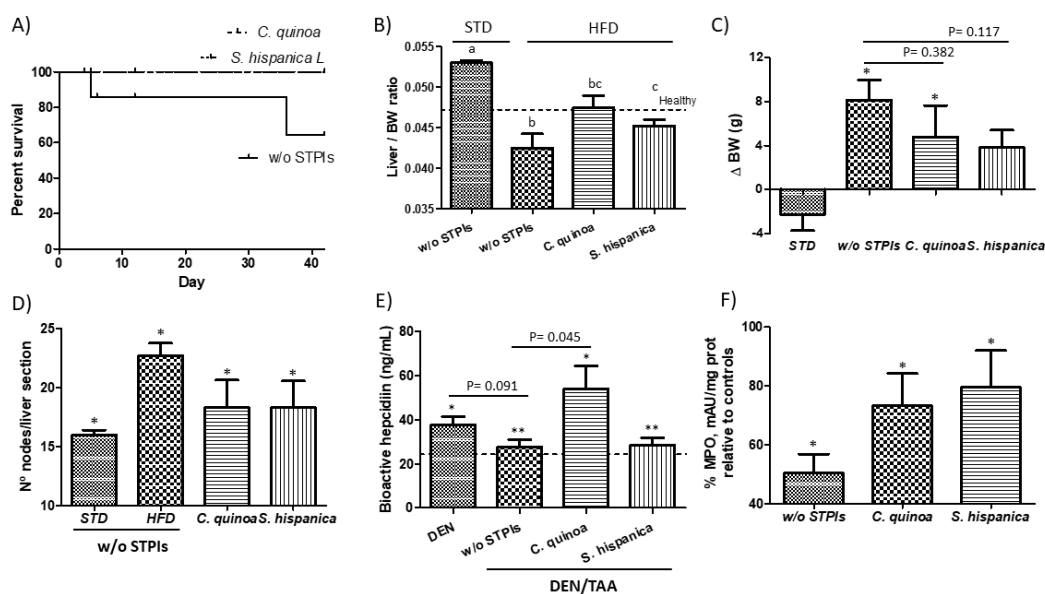 A)
C. quinoa
S. hispanica L
100
80
60
40
20
0
w/o STPIs
0 10 20 30 40
Percent survival
Day
B)
STD HFD
0.055
0.050
0.045
0.040
0.035
a
b
bc
c
Healthy
Liver / BW ratio
w/o STPIs
w/o STPIs
C. quinoa
S. hispanica
C)
P= 0.117
P= 0.382
12
8
4
0
-4
* *
Δ BW (g)
STD w/o STPIs C. quinoa S. hispanica
D)
25
20
15
10
* * * *
Nº nodes/liver section
STD HFD C. quinoa S. hispanica
w/o STPIs
E)
P= 0.045
P= 0.091
80
60
40
20
0
* ** * **
Bioactive hepcidiin (ng/mL)
DEN
w/o STPIs
C. quinoa
S. hispanica
DEN/TAA
F)
100
80
60
40
* * *
% MPO, mAU/mg prot
relative to controls
w/o STPIs C. quinoa S. hispanica